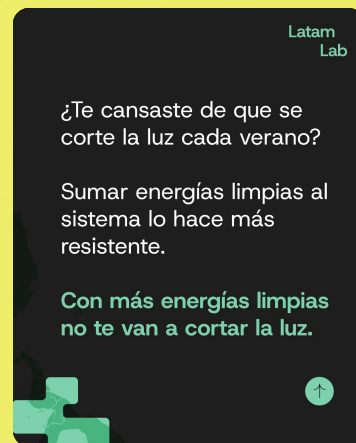 Latam
Lab
¿Te cansaste de que se
corte la luz cada verano?
Sumar energías limpias al
sistema lo hace más
resistente.
Con más energías limpias
no te van a cortar la luz.